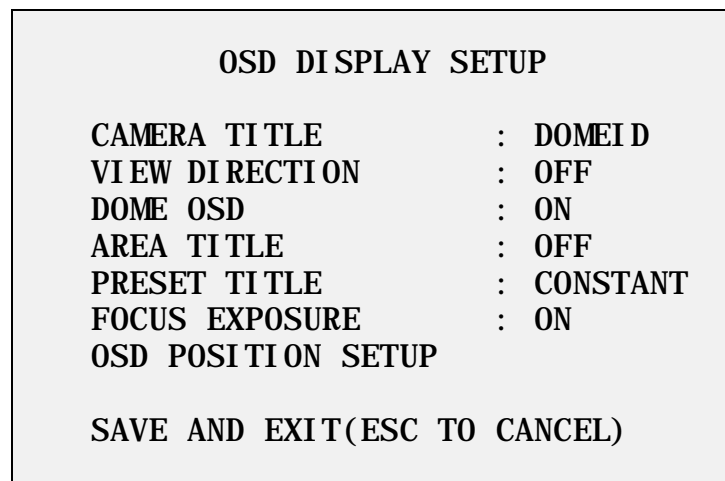 OSD DISPLAY SETUP
CAMERA TITLE : DOMEID
VIEW DIRECTION : OFF
DOME OSD : ON
AREA TITLE : OFF
PRESET TITLE : CONSTANT
FOCUS EXPOSURE : ON
OSD POSITION SETUP
SAVE AND EXIT(ESC TO CANCEL)